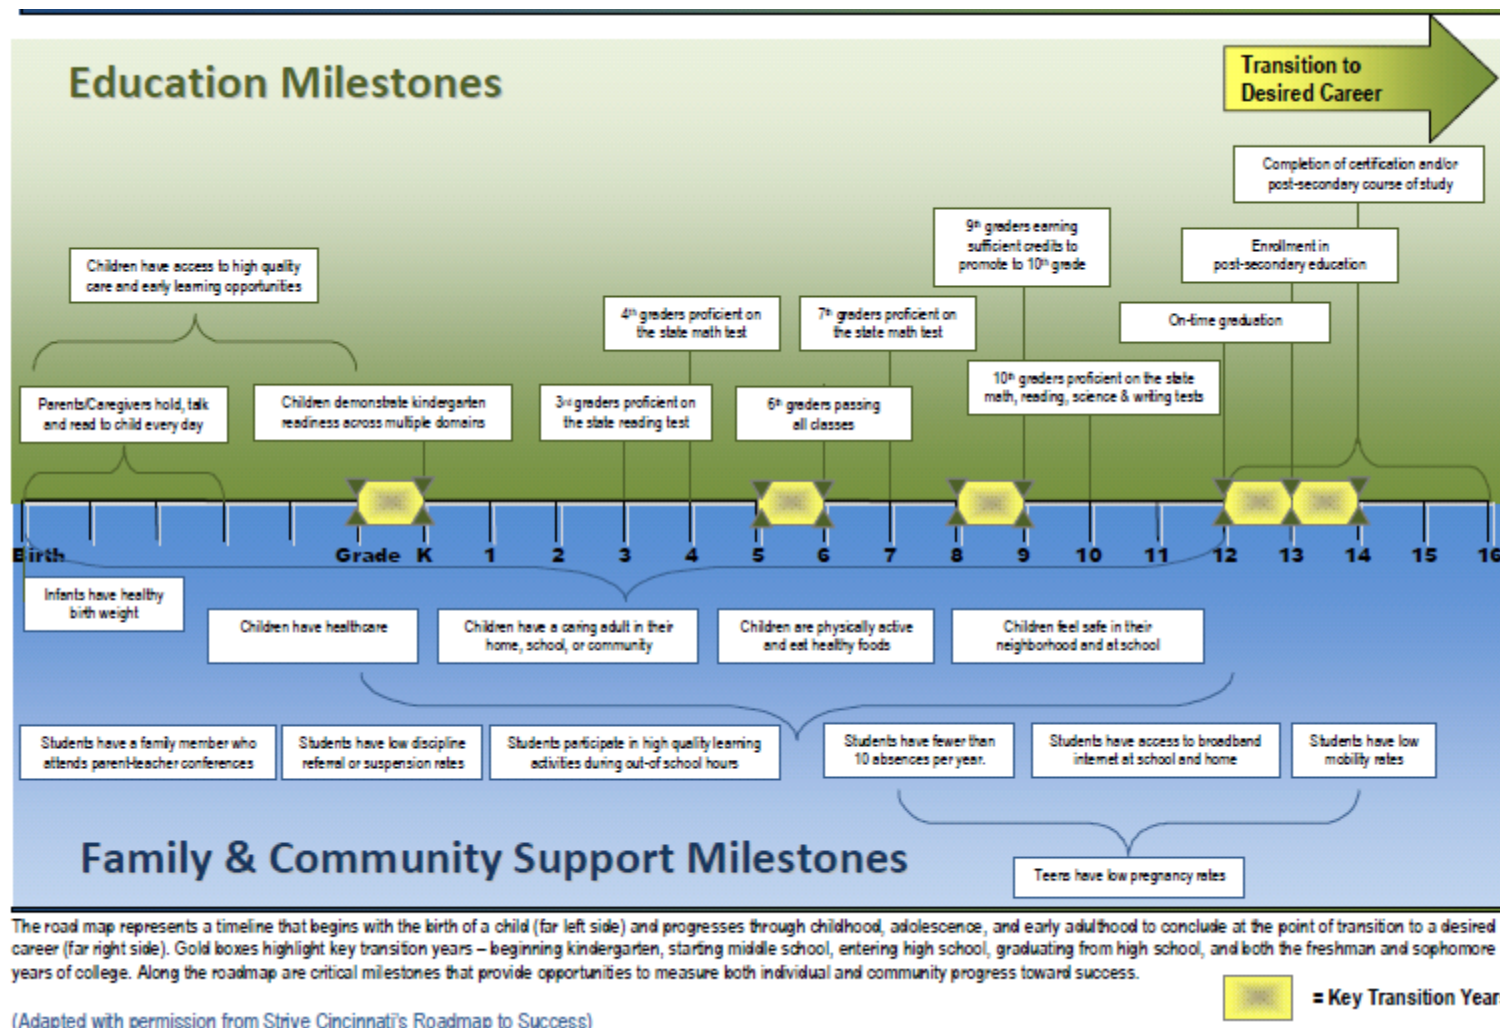 Education Milestones
Transition to
Desired Career
Completion of certification and/or
post-secondary course of study
9th graders earning
sufficient credits to
promote to 10th grade
Enrollment in
post-secondary education
Children have access to high quality
care and early learning opportunities
4th graders proficient on
the state math test
7th graders proficient on
the state math test
On-time graduation
10th graders proficient on the state
math, reading, science & writing tests
Parents/Caregivers hold, talk
and read to child every day
Children demonstrate kindergarten
readiness across multiple domains
3rd graders proficient on
the state reading test
6th graders passing
all classes
Birth Grade K 1 2 3 4 5 6 7 8 9 10 11 12 13 14 15 16
Infants have healthy
birth weight
Children have healthcare
Children have a caring adult in their
home, school, or community
Children are physically active
and eat healthy foods
Children feel safe in their
neighborhood and at school
Students have a family member who
attends parent-teacher conferences
Students have low discipline
referral or suspension rates
Students participate in high quality learning
activities during out-of school hours
Students have fewer than
10 absences per year.
Students have access to broadband
internet at school and home
Students have low
mobility rates
Family & Community Support Milestones
Teens have low pregnancy rates
The road map represents a timeline that begins with the birth of a child (far left side) and progresses through childhood, adolescence, and early adulthood to conclude at the point of transition to a desired
career (far right side). Gold boxes highlight key transition years – beginning kindergarten, starting middle school, entering high school, graduating from high school, and both the freshman and sophomore
years of college. Along the roadmap are critical milestones that provide opportunities to measure both individual and community progress toward success.
= Key Transition Years
(Adapted with permission from Strive Cincinnati's Roadmap to Success)